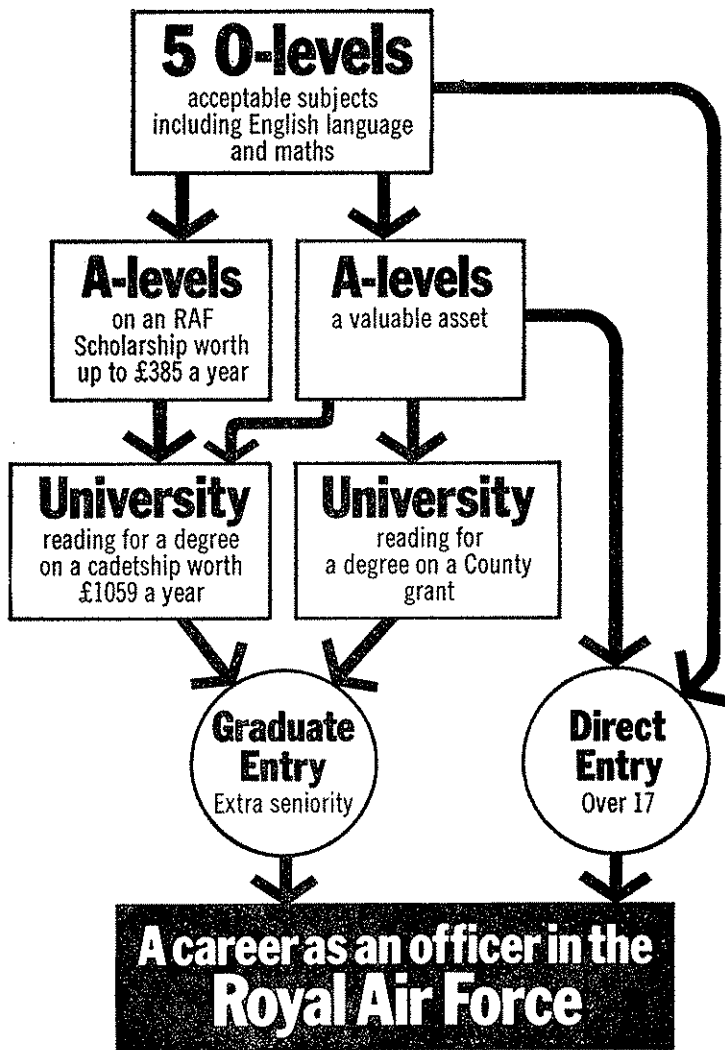 5 O-levels
acceptable subjects
including English language
and maths
A-levels
on an RAF
Scholarship worth
up to £385 a year
A-levels
a valuable asset
University
reading for a degree
on a cadetship worth
£1059 a year
University
reading for
a degree on a County
grant
Graduate
Entry
Extra seniority
Direct
Entry
Over 17
A career as an officer in the
Royal Air Force